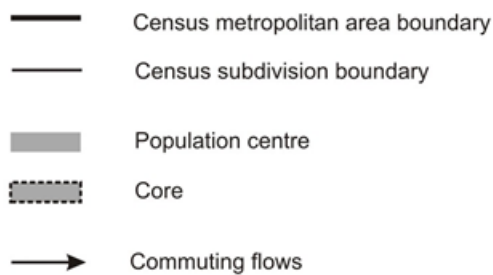 Census metropolitan area boundary
Census subdivision boundary
Population centre
Core
Commuting flows